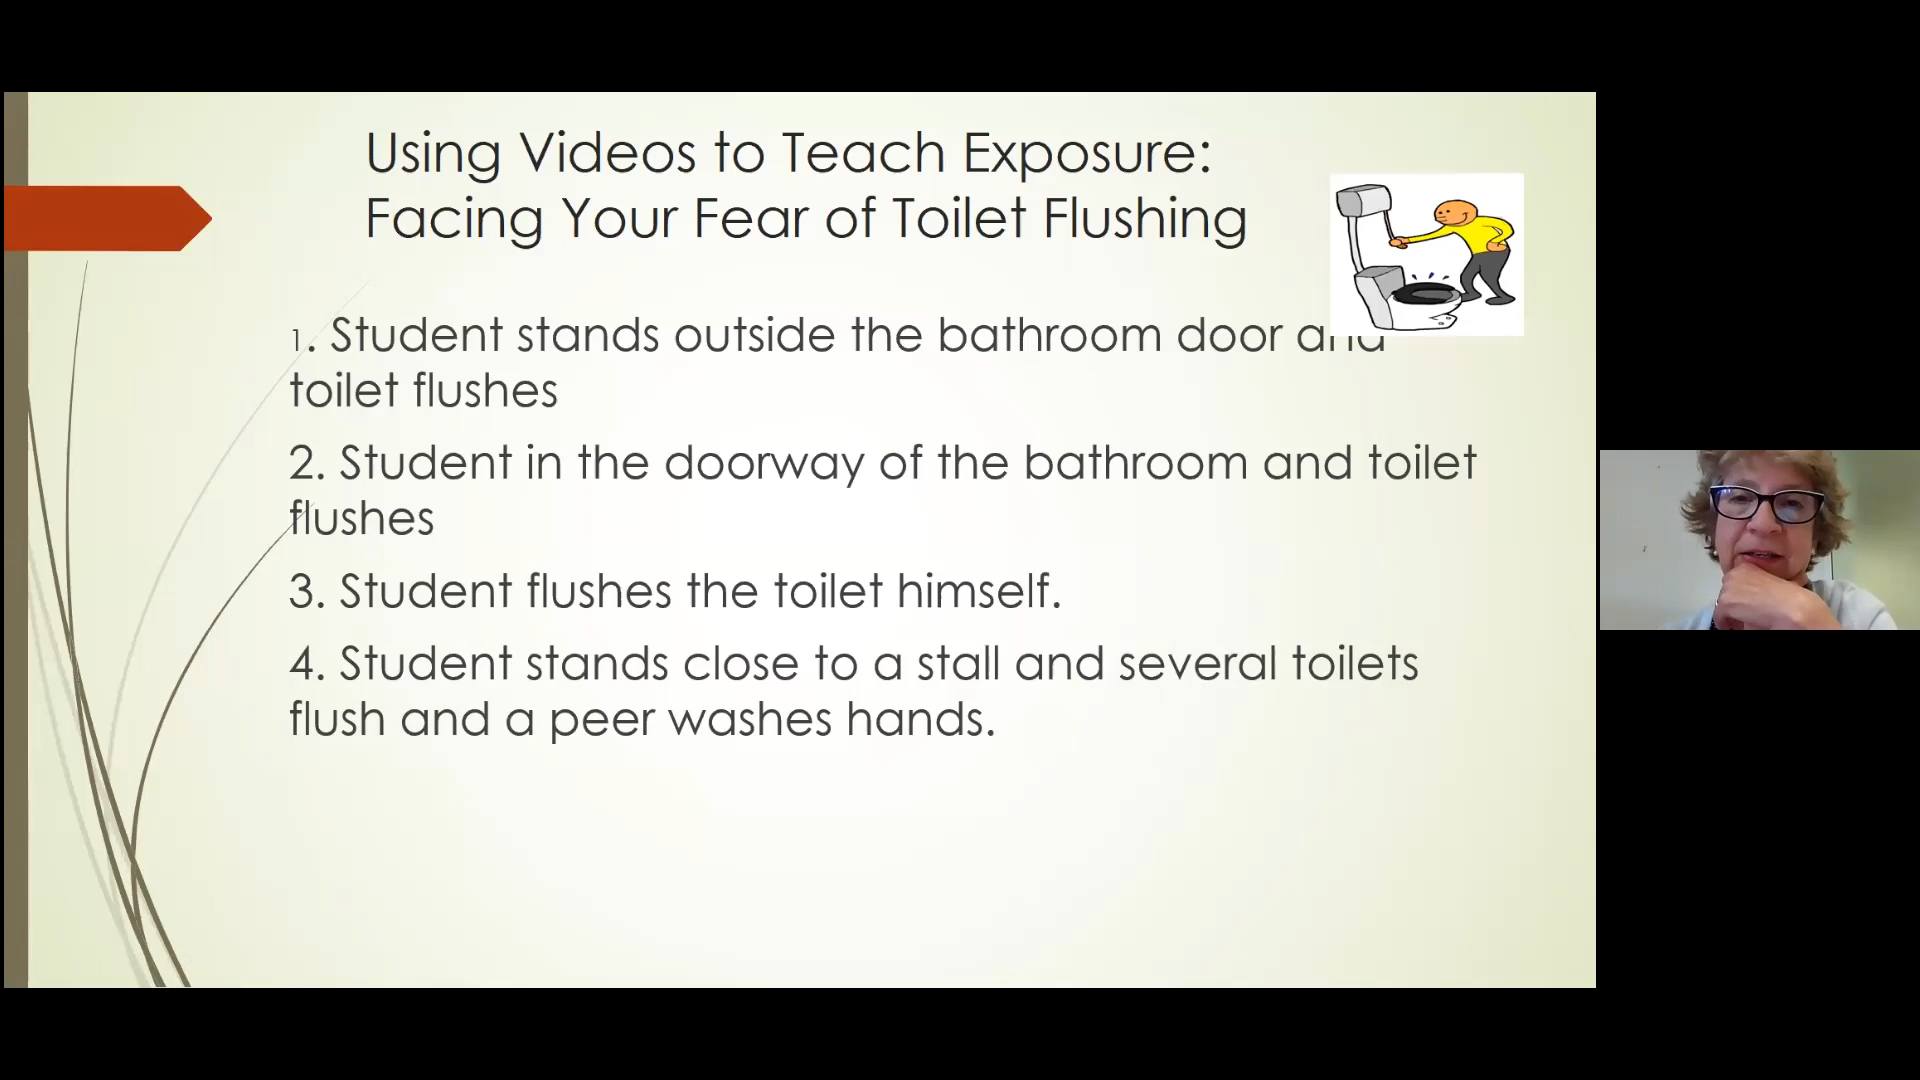 Using Videos to Teach Exposure:
Facing Your Fear of Toilet Flushing
1. Student stands outside the bathroom door and
toilet flushes
2. Student in the doorway of the bathroom and toilet
flushes
3. Student flushes the toilet himself.
4. Student stands close to a stall and several toilets
flush and a peer washes hands.